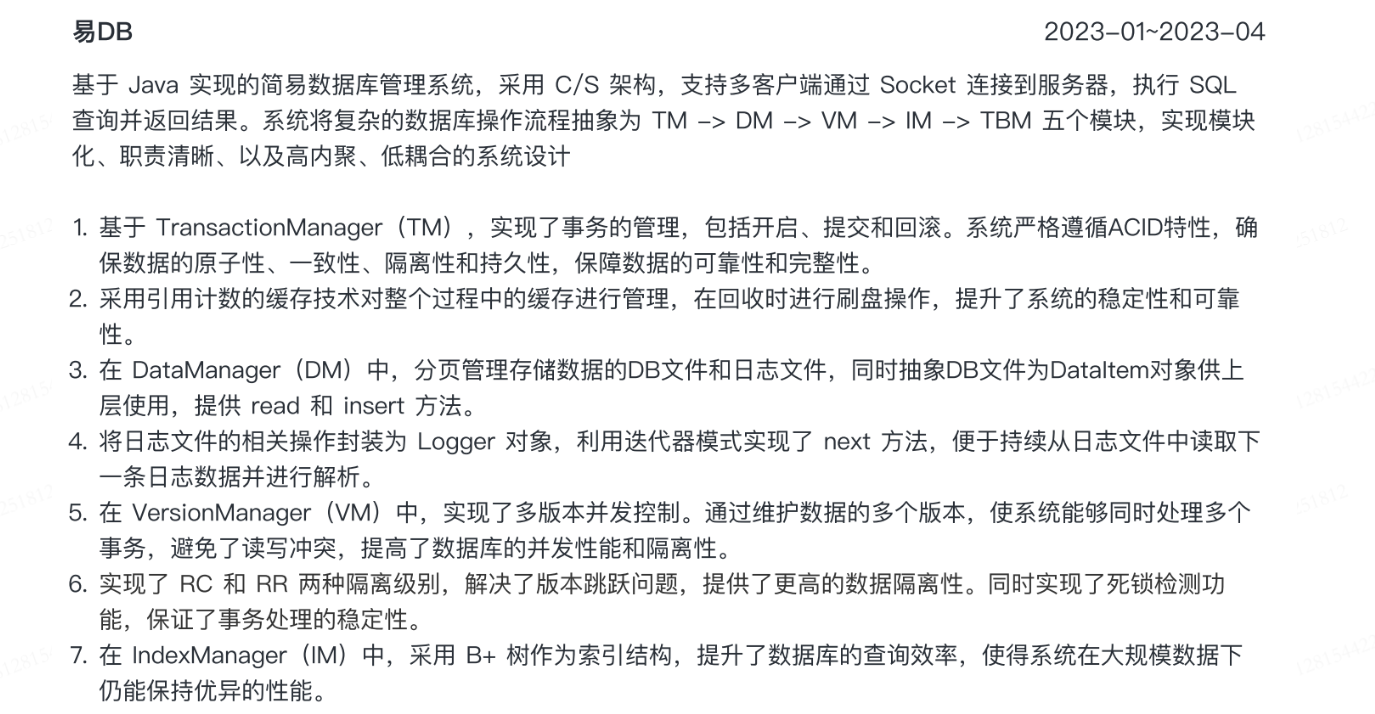 易DB
2023-01~2023-04
基于 Java 实现的简易数据库管理系统，采用 C/S 架构，支持多客户端通过 Socket 连接到服务器，执行 SQL
查询并返回结果。系统将复杂的数据库操作流程抽象为 TM -> DM -> VM -> IM -> TBM 五个模块，实现模块
化、职责清晰、以及高内聚、低耦合的系统设计
1. 基于 TransactionManager（TM），实现了事务的管理，包括开启、提交和回滚。系统严格遵循ACID特性，确
保数据的原子性、一致性、隔离性和持久性，保障数据的可靠性和完整性。
2. 采用引用计数的缓存技术对整个过程中的缓存进行管理，在回收时进行刷盘操作，提升了系统的稳定性和可靠
性。
3. 在 DataManager（DM）中，分页管理存储数据的DB文件和日志文件，同时抽象DB文件为DataItem对象供上
层使用，提供 read 和 insert 方法。
4. 将日志文件的相关操作封装为 Logger 对象，利用迭代器模式实现了 next 方法，便于持续从日志文件中读取下
一条日志数据并进行解析。
5. 在 VersionManager（VM）中，实现了多版本并发控制。通过维护数据的多个版本，使系统能够同时处理多个
事务，避免了读写冲突，提高了数据库的并发性能和隔离性。
6. 实现了 RC 和 RR 两种隔离级别，解决了版本跳跃问题，提供了更高的数据隔离性。同时实现了死锁检测功
能，保证了事务处理的稳定性。
7. 在 IndexManager（IM）中，采用 B+ 树作为索引结构，提升了数据库的查询效率，使得系统在大规模数据下
仍能保持优异的性能。